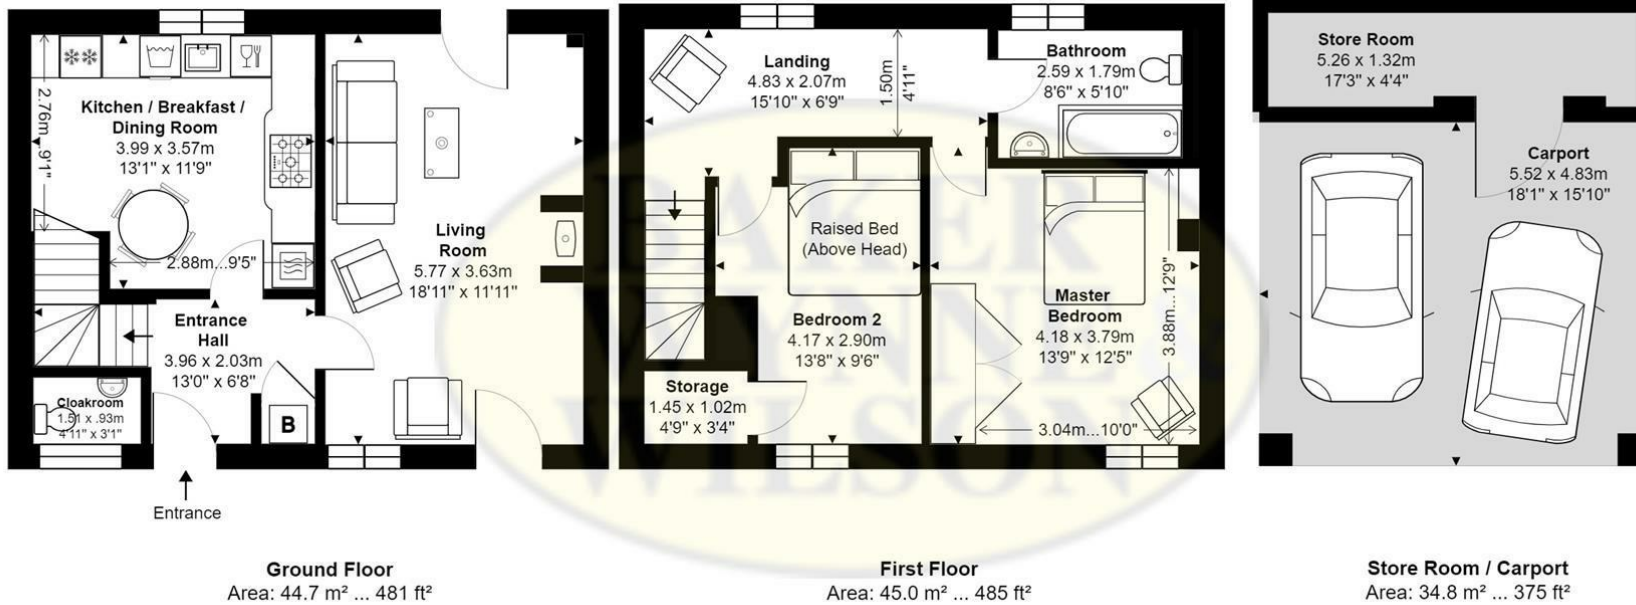 Kitchen / Breakfast /
Dining Room
3.99 x 3.57m
13'1" x 11'9"
2.76m...9'1"
2.88m...9'5"
Living
Room
5.77 x 3.63m
18'11" x 11'11"
Entrance
Hall
3.96 x 2.03m
13'0" x 6'8"
Cloakroom
1.51 x .93m
4'11" x 3'1"
B
Entrance
Ground Floor
Area: 44.7 m² ... 481 ft²
Landing
4.83 x 2.07m
15'10" x 6'9"
1.50m
4'11"
Bathroom
2.59 x 1.79m
8'6" x 5'10"
Raised Bed
(Above Head)
Bedroom 2
4.17 x 2.90m
13'8" x 9'6"
Master
Bedroom
4.18 x 3.79m
13'9" x 12'5"
3.88m...12'9"
3.04m...10'0"
Storage
1.45 x 1.02m
4'9" x 3'4"
First Floor
Area: 45.0 m² ... 485 ft²
Store Room
5.26 x 1.32m
17'3" x 4'4"
Carport
5.52 x 4.83m
18'1" x 15'10"
Store Room / Carport
Area: 34.8 m² ... 375 ft²
BAKER
WYNNE &
WILSON